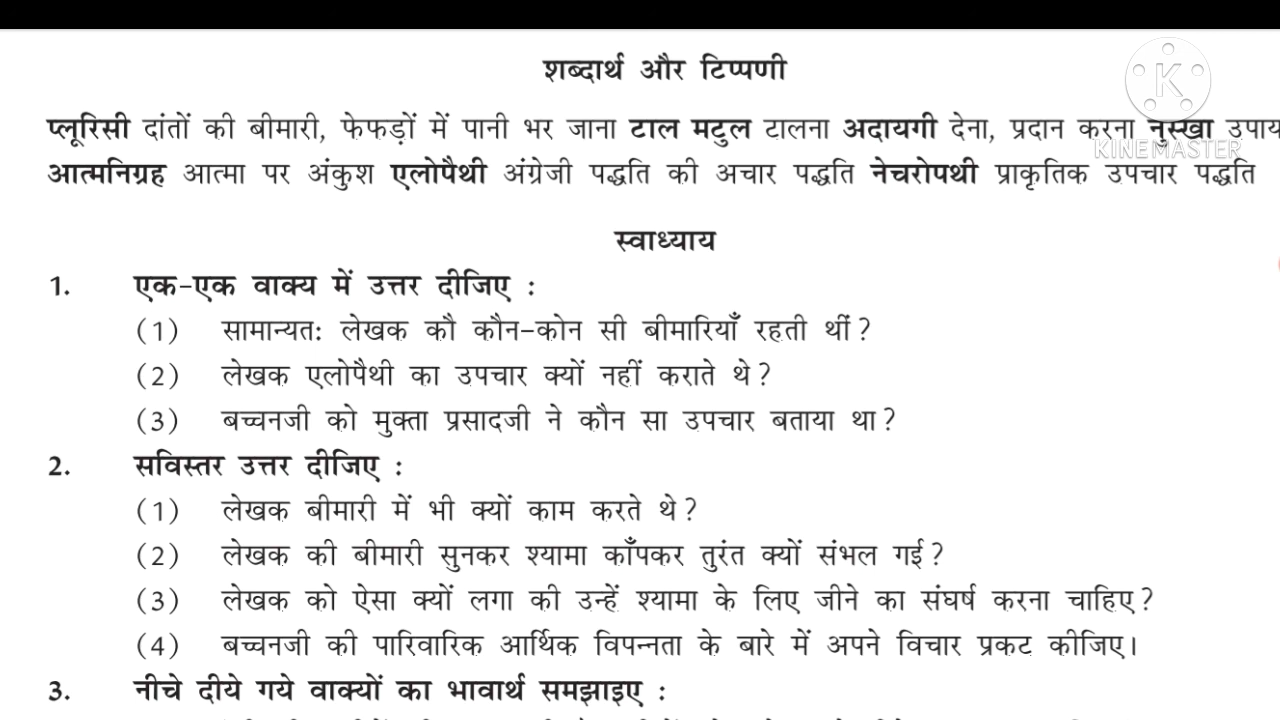 शब्दार्थ और टिप्पणी
K
KINEMASTER
प्लूरिसी दांतों की बीमारी, फेफड़ों में पानी भर जाना टाल मटुल टालना अदायगी देना, प्रदान करना नुस्खा उपाय
आत्मनिग्रह आत्मा पर अंकुश एलोपैथी अंग्रेजी पद्धति की अचार पद्धति नेचरोपथी प्राकृतिक उपचार पद्धति
स्वाध्याय
1. एक-एक वाक्य में उत्तर दीजिए :
(1) सामान्यतः लेखक कौ कौन-कोन सी बीमारियाँ रहती थीं?
(2) लेखक एलोपैथी का उपचार क्यों नहीं कराते थे?
(3) बच्चनजी को मुक्ता प्रसादजी ने कौन सा उपचार बताया था?
2. सविस्तर उत्तर दीजिए :
(1) लेखक बीमारी में भी क्यों काम करते थे?
(2) लेखक की बीमारी सुनकर श्यामा काँपकर तुरंत क्यों संभल गई?
(3) लेखक को ऐसा क्यों लगा की उन्हें श्यामा के लिए जीने का संघर्ष करना चाहिए?
(4) बच्चनजी की पारिवारिक आर्थिक विपन्नता के बारे में अपने विचार प्रकट कीजिए।
3. नीचे दीये गये वाक्यों का भावार्थ समझाइए :